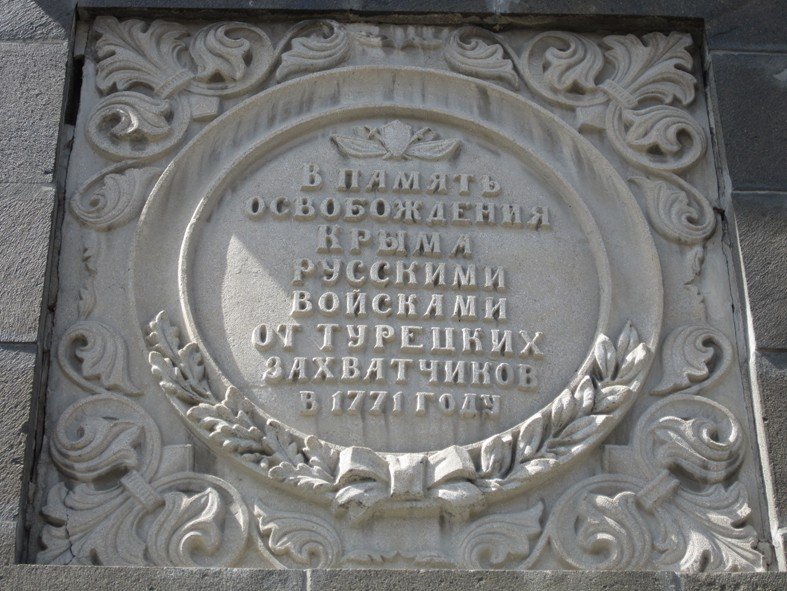 В ПАМЯТЬ
ОСВОБОЖДЕНИЯ
КРЫМА
РУССКИМИ
ВОЙСКАМИ
ОТ ТУРЕЦКИХ
ЗАХВАТЧИКОВ
В 1771 ГОДУ